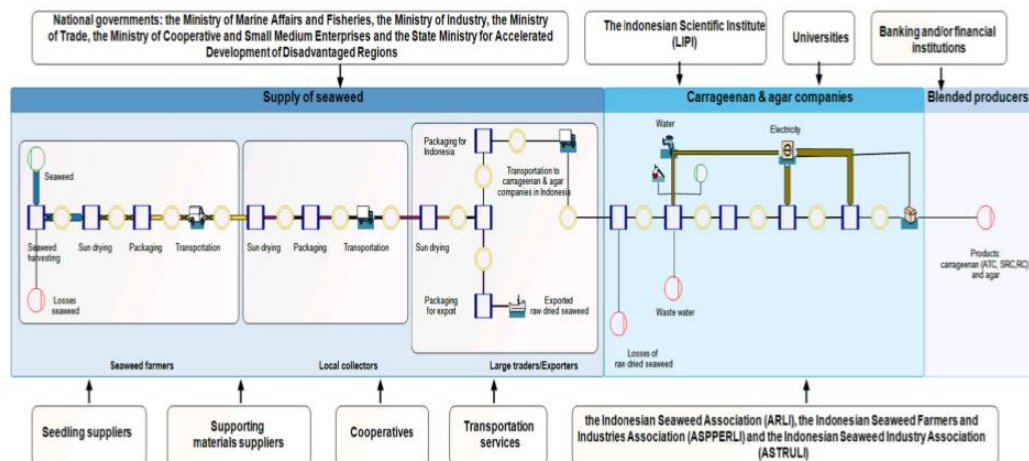 National governments: the Ministry of Marine Affairs and Fisheries, the Ministry of Industry, the Ministry
of Trade, the Ministry of Cooperative and Small Medium Enterprises and the State Ministry for Accelerated
Development of Disadvantaged Regions
The Indonesian Scientific Institute
(LIPI)
Universities
Banking and/or financial
institutions
Supply of seaweed
Carrageenan & agar companies
Blended producers
Seaweed
Seaweed
harvesting
Sun drying
Packaging
Transportation
Losses
seaweed
Sun drying
Packaging
Transportation
Packaging for
Indonesia
Transportation to
carrageenan & agar
companies in Indonesia
Sun drying
Packaging
for export
Exported
raw dried seaweed
Water
Electricity
Waste water
Losses of
raw dried seaweed
Products:
carrageenan (ATC, SRC,RC)
and agar
Seaweed farmers
Local collectors
Large traders/Exporters
Seedling suppliers
Supporting
materials suppliers
Cooperatives
Transportation
services
the Indonesian Seaweed Association (ARLI), the Indonesian Seaweed Farmers and
Industries Association (ASPPERLI) and the Indonesian Seaweed Industry Association
(ASTRULI)